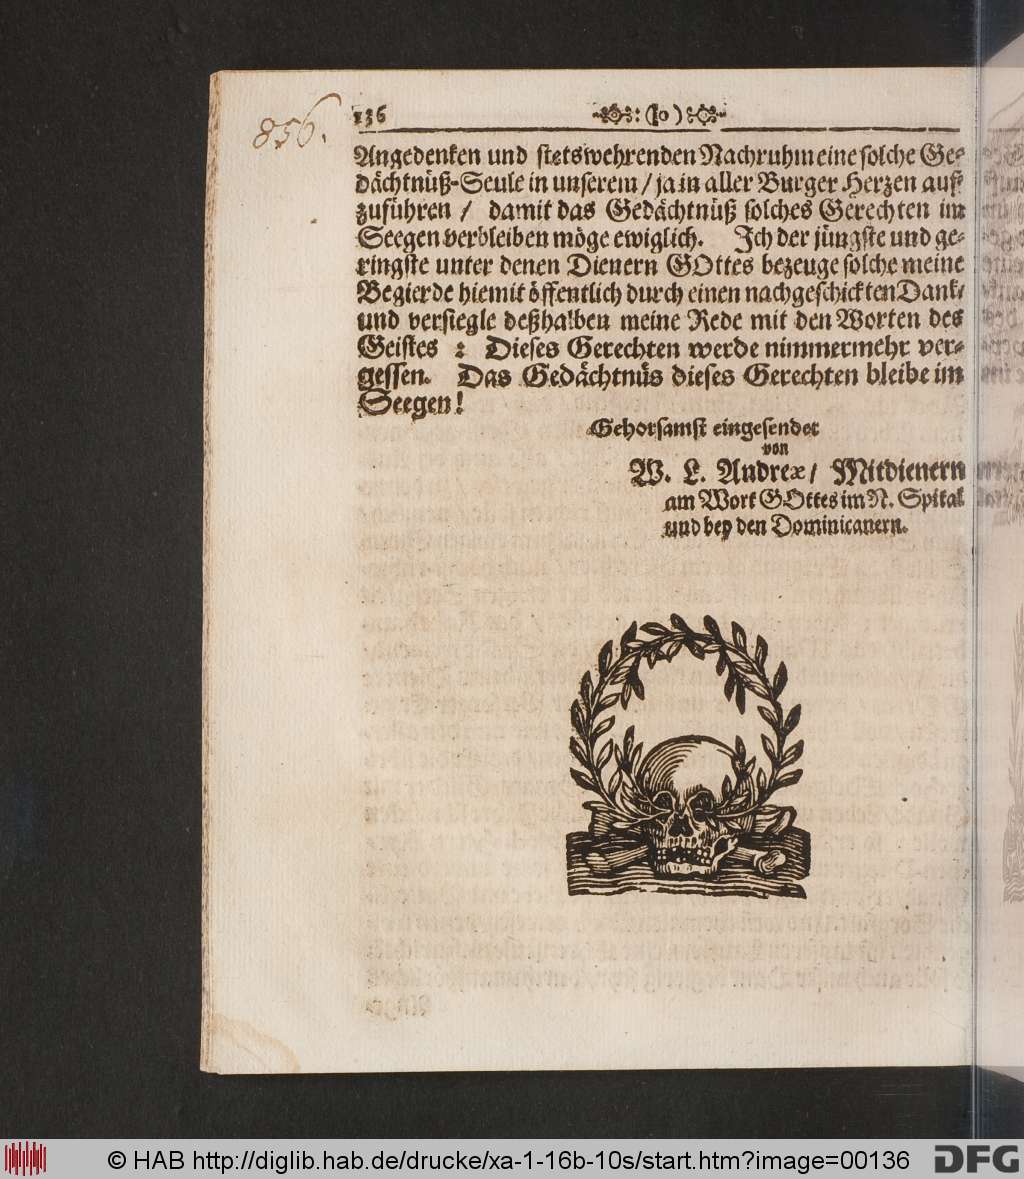 856.
136 :( o ):
Angedenken und stetswehrenden Nachruhm eine solche Ge-
dächtnüß-Seule in unserem / ja in aller Burger Herzen auf-
zuführen / damit das Gedächtnüß solches Gerechten im
Seegen verbleiben möge ewiglich. Ich der jüngste und ge-
ringste unter denen Dienern GOttes bezeuge solche meine
Begierde hiemit öffentlich durch einen nachgeschickten Dank/
und versiegle deßhalben meine Rede mit den Worten des
Geistes : Dieses Gerechten werde nimmermehr ver-
gessen. Das Gedächtnüs dieses Gerechten bleibe im
Seegen!
Gehorsamst eingesendet
von
W. L. Andreæ/ Mitdienern
am Wort GOttes im N. Spital
und bey den Dominicanern.
© HAB http://diglib.hab.de/drucke/xa-1-16b-10s/start.htm?image=00136
DFG